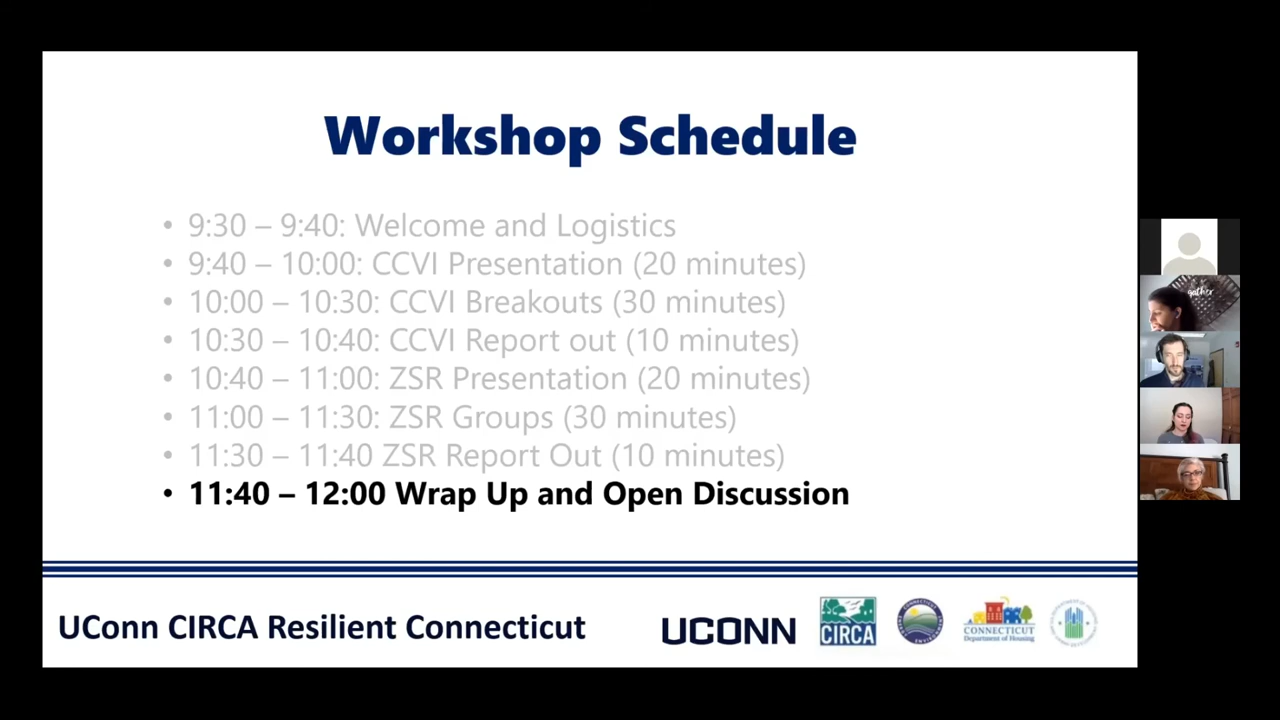 Workshop Schedule
• 9:30 – 9:40: Welcome and Logistics
• 9:40 – 10:00: CCVI Presentation (20 minutes)
• 10:00 – 10:30: CCVI Breakouts (30 minutes)
• 10:30 – 10:40: CCVI Report out (10 minutes)
• 10:40 – 11:00: ZSR Presentation (20 minutes)
• 11:00 – 11:30: ZSR Groups (30 minutes)
• 11:30 – 11:40 ZSR Report Out (10 minutes)
• 11:40 – 12:00 Wrap Up and Open Discussion
gather
UConn CIRCA Resilient Connecticut
UCONN
CIRCA
CONNECTICUT
Department of Housing